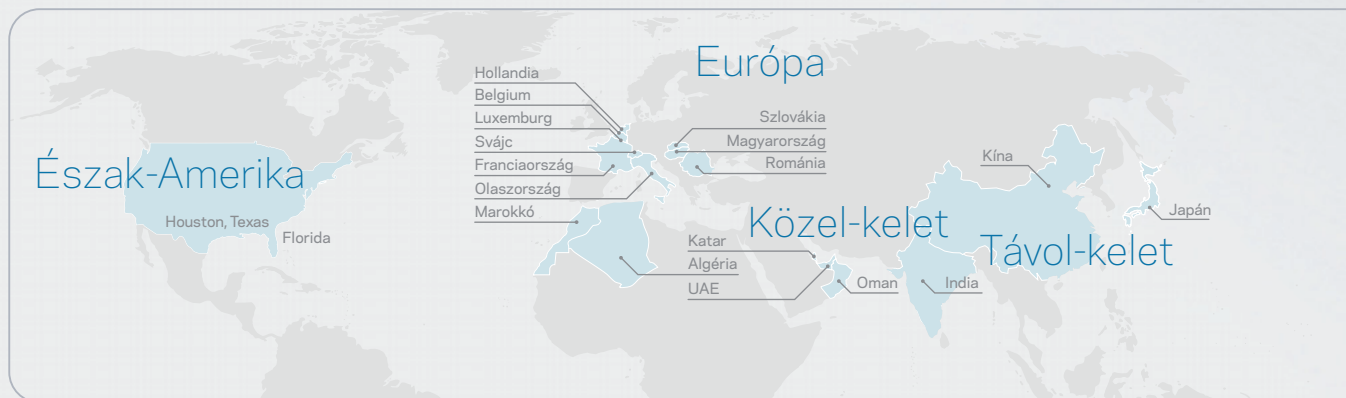 Észak-Amerika
Houston, Texas
Florida
Európa
Hollandia
Belgium
Luxemburg
Svájc
Franciaország
Olaszország
Marokkó
Szlovákia
Magyarország
Románia
Közel-kelet
Katar
Algéria
UAE
Oman
Távol-kelet
Kína
Japán
India